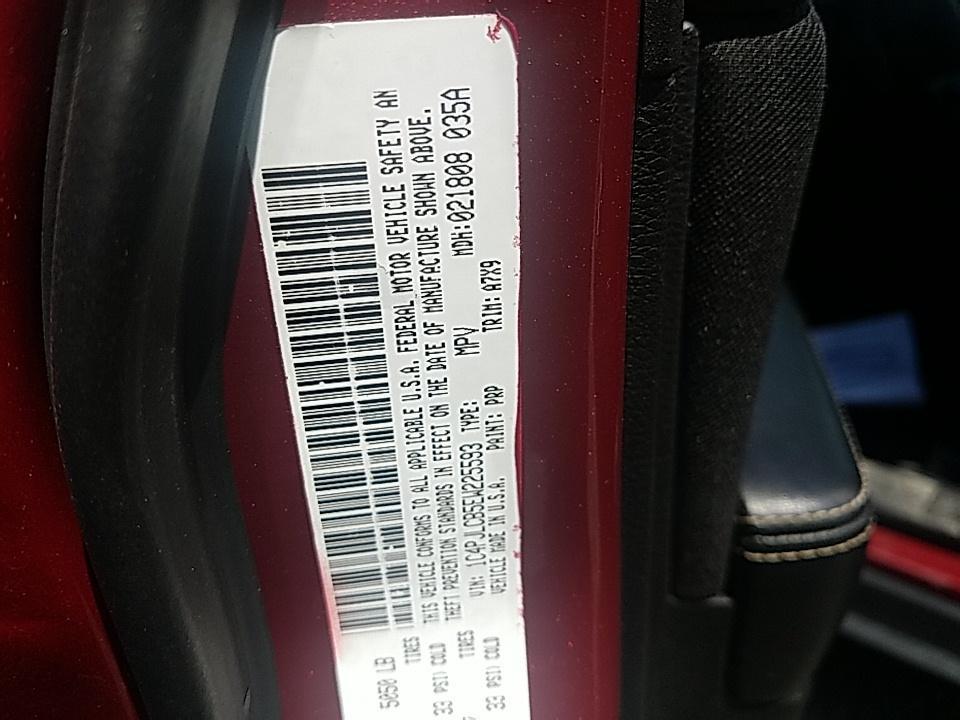 5050 LB
TIRES
33 PSI) COLD
TIRES
33 PSI) COLD
THIS VEHICLE CONFORMS TO ALL APPLICABLE U.S.A. FEDERAL MOTOR VEHICLE SAFETY AN
THEFT PREVENTION STANDARDS IN EFFECT ON THE DATE OF MANUFACTURE SHOWN ABOVE.
VIN: 1C4PJLCB5EW225593 TYPE: MPV MDH:021808 035A
VEHICLE MADE IN U.S.A. PAINT: PRP TRIM: A7X9